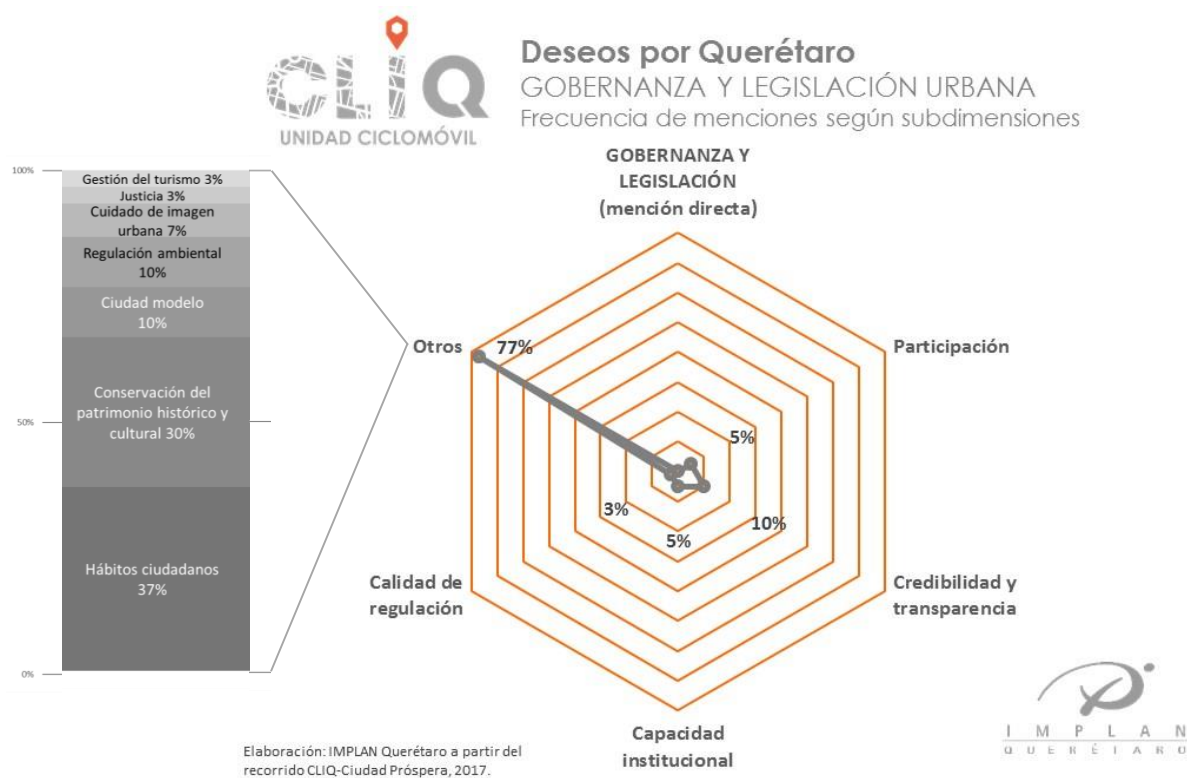 CLIQ
UNIDAD CICLOMÓVIL
Deseos por Querétaro
GOBERNANZA Y LEGISLACIÓN URBANA
Frecuencia de menciones según subdimensiones
100%
50%
0%
Gestión del turismo 3%
Justicia 3%
Cuidado de imagen
urbana 7%
Regulación ambiental
10%
Ciudad modelo
10%
Conservación del
patrimonio histórico y
cultural 30%
Hábitos ciudadanos
37%
GOBERNANZA Y
LEGISLACIÓN
(mención directa)
Otros
77%
Participación
5%
3%
10%
5%
Calidad de
regulación
Credibilidad y
transparencia
Capacidad
institucional
Elaboración: IMPLAN Querétaro a partir del
recorrido CLIQ-Ciudad Próspera, 2017.
IMPLAN
QUERÉTARO